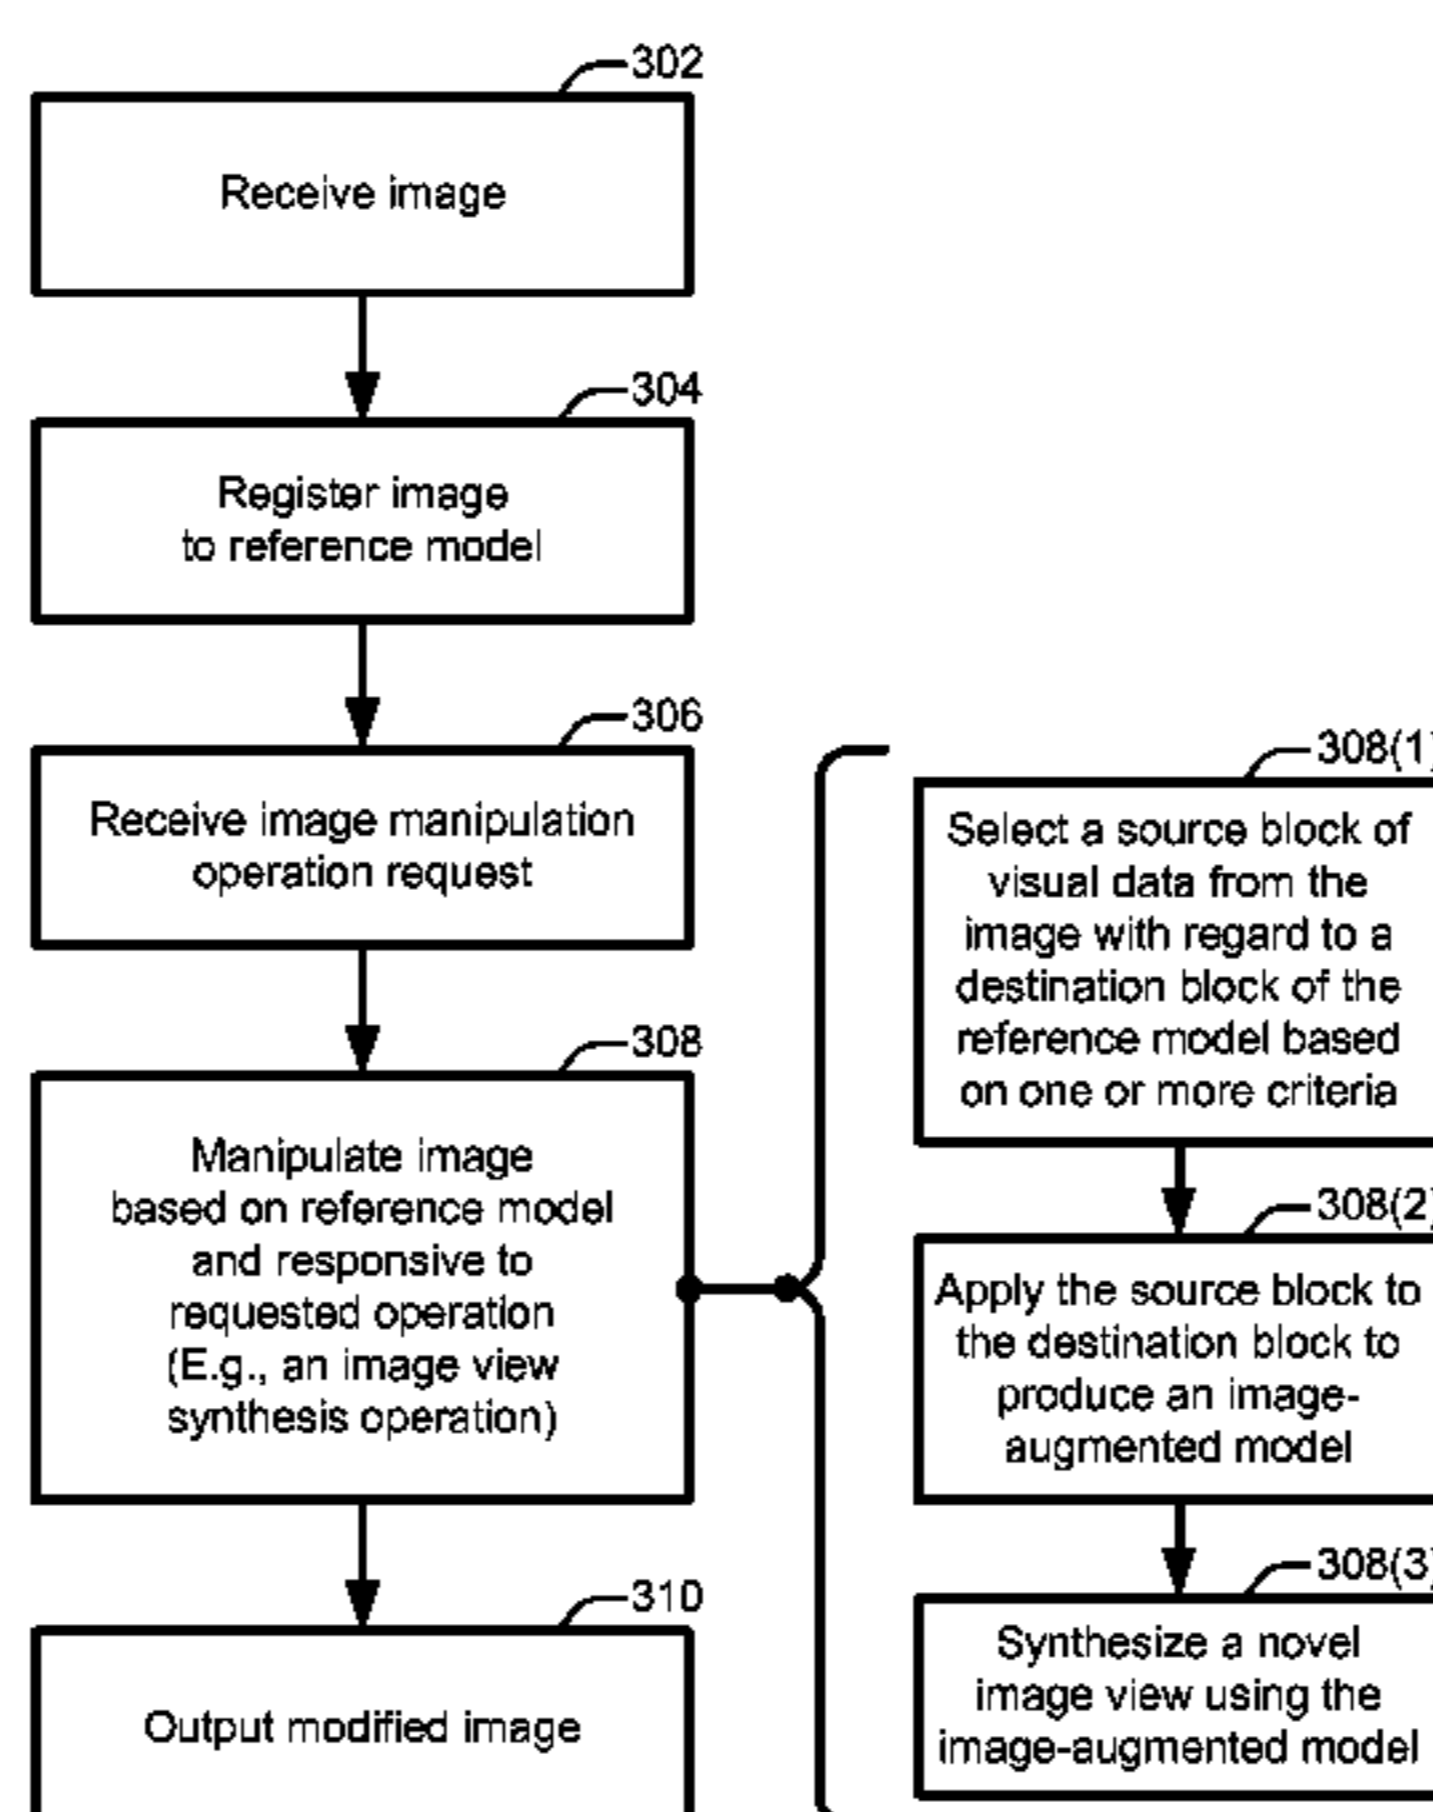 302
Receive image
304
Register image
to reference model
306
Receive image manipulation
operation request
308
Manipulate image
based on reference model
and responsive to
requested operation
(E.g., an image view
synthesis operation)
310
Output modified image
308(1)
Select a source block of
visual data from the
image with regard to a
destination block of the
reference model based
on one or more criteria
308(2)
Apply the source block to
the destination block to
produce an image-
augmented model
308(3)
Synthesize a novel
image view using the
image-augmented model